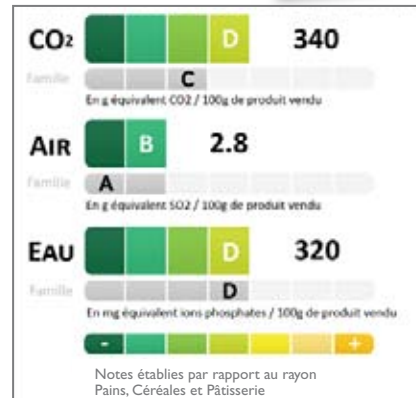 CO2 D 340
Famille C
En g équivalent CO2 / 100g de produit vendu
AIR B 2.8
Famille A
En g équivalent SO2 / 100g de produit vendu
EAU D 320
Famille D
En mg équivalent ions phosphates / 100g de produit vendu
- +
Notes établies par rapport au rayon
Pains, Céréales et Pâtisserie